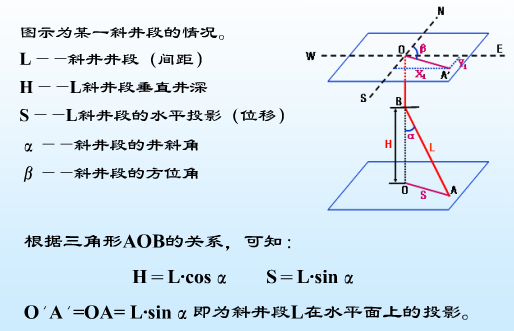 图示为某一斜井段的情况。
L－－斜井井段（间距）
H－－L斜井段垂直井深
S－－L斜井段的水平投影（位移）
α－－斜井段的井斜角
β－－斜井段的方位角
N
W
O
β
E
X₁
Y₁
A′
S
B
α
H
L
O
S
A
根据三角形AOB的关系，可知：
H＝L·cos α  S＝L·sin α
O′A′=OA= L·sin α 即为斜井段L在水平面上的投影。